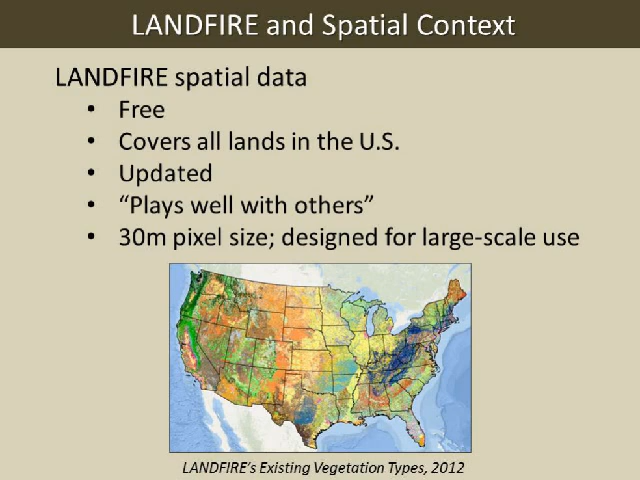 LANDFIRE and Spatial Context
LANDFIRE spatial data
• Free
• Covers all lands in the U.S.
• Updated
• “Plays well with others”
• 30m pixel size; designed for large-scale use
LANDFIRE's Existing Vegetation Types, 2012